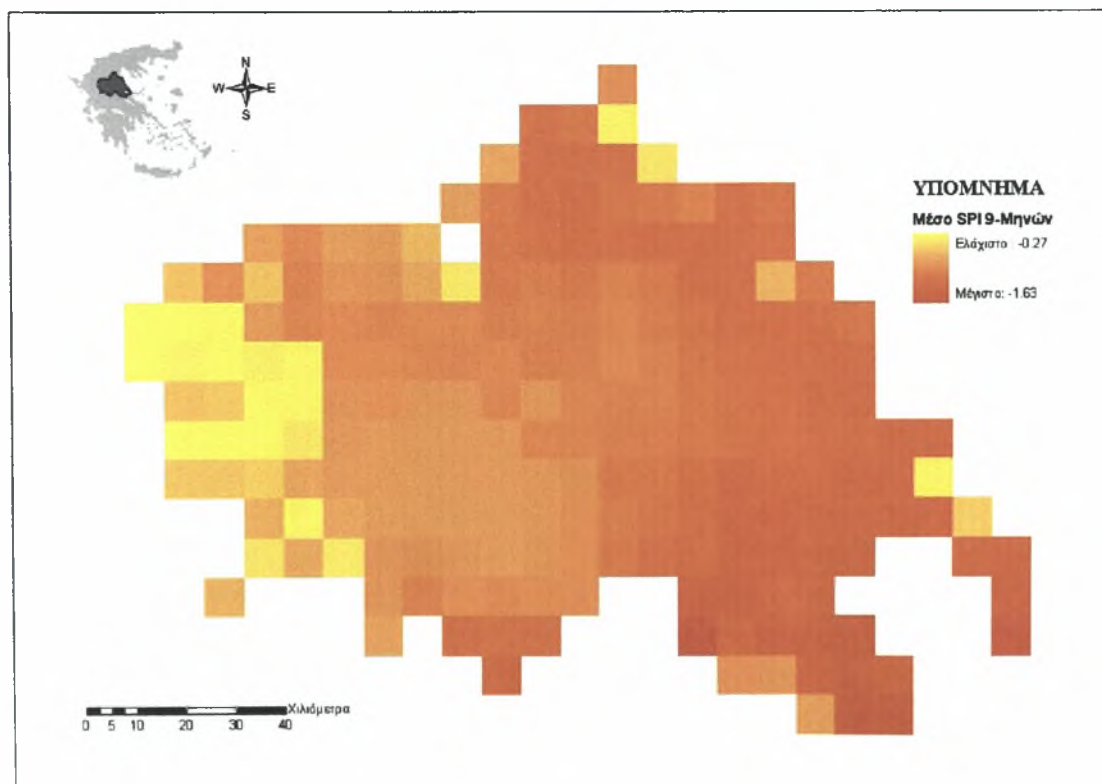 N
W E
S
ΥΠΟΜΝΗΜΑ
Μέσο SPI 9-Μηνών
Ελάχιστο : -0.27
Μέγιστο: -1.63
Χιλιόμετρα
0 5 10 20 30 40